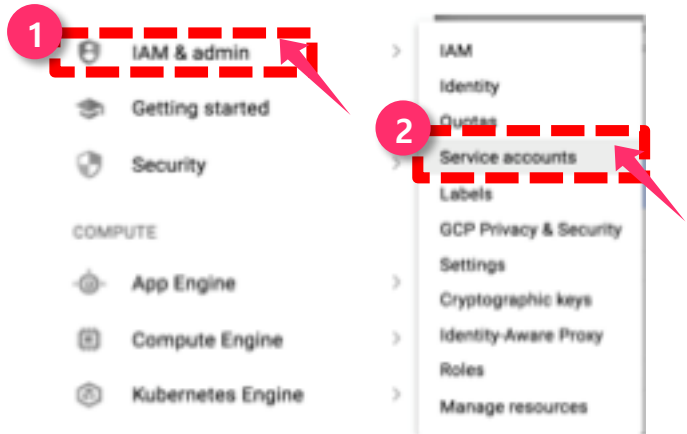 1
IAM & admin
Getting started
Security
COMPUTE
App Engine
Compute Engine
Kubernetes Engine
2
IAM
Identity
Quotas
Service accounts
Labels
GCP Privacy & Security
Settings
Cryptographic keys
Identity-Aware Proxy
Roles
Manage resources